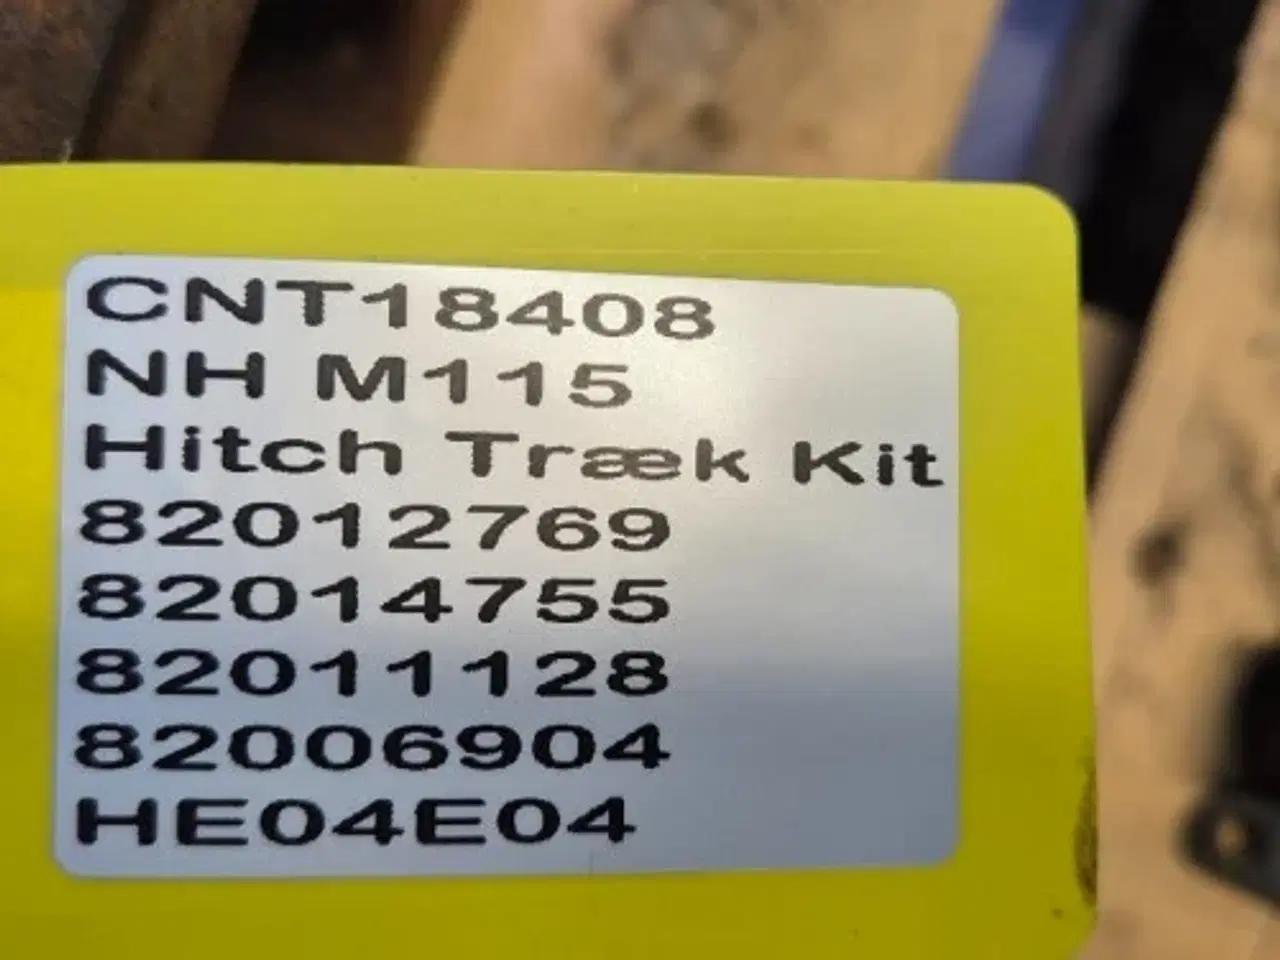 CNT18408
NH M115
Hitch Træk Kit
82012769
82014755
82011128
82006904
HE04E04